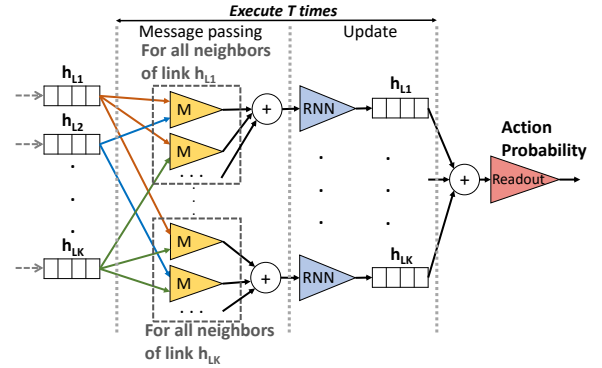 Execute T times
Message passing
Update
For all neighbors
of link hL1
hL1
M
+
RNN
hL1
hL2
M
. . .
Action
Probability
+
Readout
hLK
M
M
+
RNN
hLK
. . .
For all neighbors
of link hLK